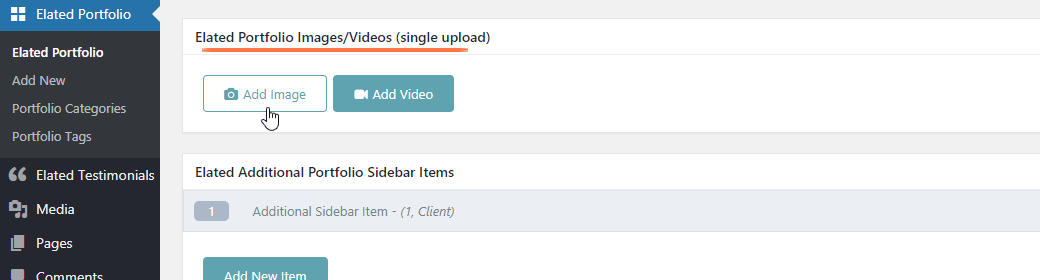 Elated Portfolio
Elated Portfolio
Add New
Portfolio Categories
Portfolio Tags
Elated Testimonials
Media
Pages
Comments
Elated Portfolio Images/Videos (single upload)
Add Image
Add Video
Elated Additional Portfolio Sidebar Items
1 Additional Sidebar Item - (1, Client)
Add New Item